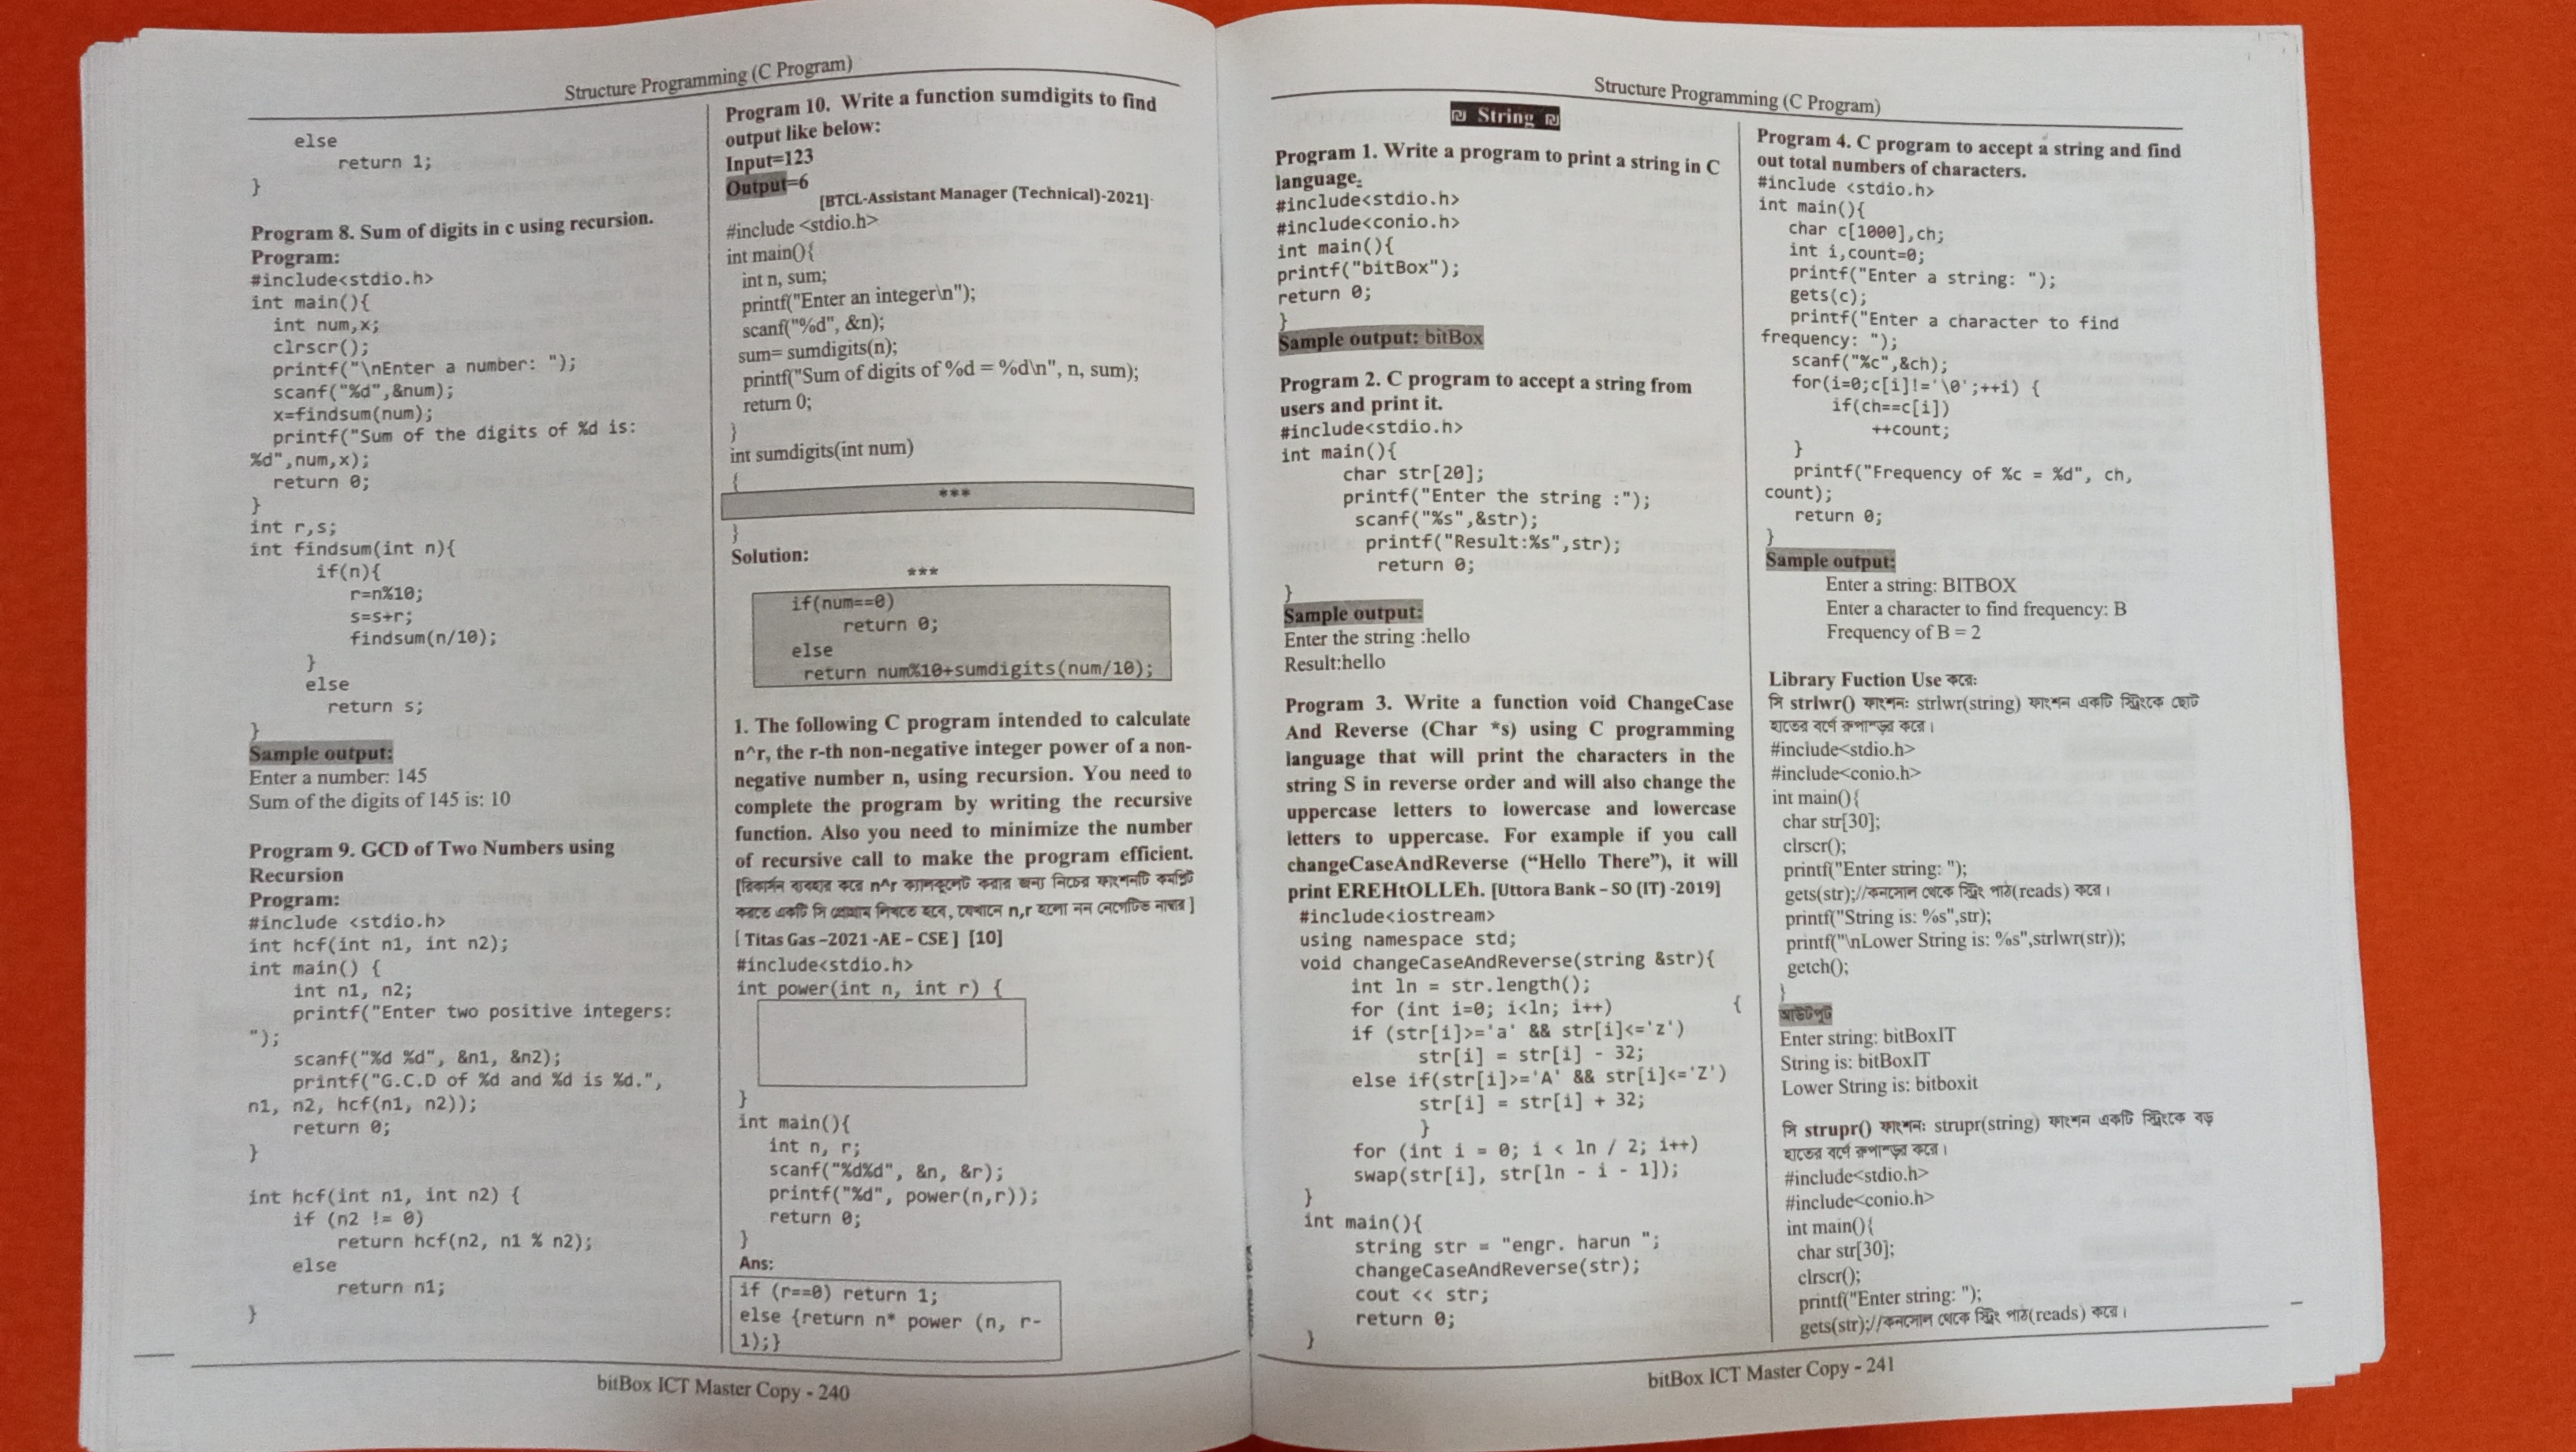 Structure Programming (C Program)
else
return 1;
}
Program 8. Sum of digits in c using recursion.
Program:
#include<stdio.h>
int main(){
int num,x;
clrscr();
printf("\nEnter a number: ");
scanf("%d",&num);
x=findsum(num);
printf("Sum of the digits of %d is:
%d",num,x);
return 0;
}
int r,s;
int findsum(int n){
if(n){
r=n%10;
s=s+r;
findsum(n/10);
}
else
return s;
}
Sample output:
Enter a number: 145
Sum of the digits of 145 is: 10
Program 9. GCD of Two Numbers using
Recursion
Program:
#include <stdio.h>
int hcf(int n1, int n2);
int main() {
int n1, n2;
printf("Enter two positive integers:
");
scanf("%d %d", &n1, &n2);
printf("G.C.D of %d and %d is %d.",
n1, n2, hcf(n1, n2));
return 0;
}
int hcf(int n1, int n2) {
if (n2 != 0)
return hcf(n2, n1 % n2);
else
return n1;
}
Program 10. Write a function sumdigits to find
output like below:
Input=123
Output=6
[BTCL-Assistant Manager (Technical)-2021]
#include <stdio.h>
int main(){
int n, sum;
printf("Enter an integer\n");
scanf("%d", &n);
sum= sumdigits(n);
printf("Sum of digits of %d = %d\n", n, sum);
return 0;
}
int sumdigits(int num)
{
***
}
Solution:
***
if(num==0)
return 0;
else
return num%10+sumdigits(num/10);
1. The following C program intended to calculate
n^r, the r-th non-negative integer power of a non-
negative number n, using recursion. You need to
complete the program by writing the recursive
function. Also you need to minimize the number
of recursive call to make the program efficient.
[রিকার্সন ব্যবহার করে n^r ক্যালকুলেট করার জন্য নিচের ফাংশনটি কমপ্লিট
করতে একটি সি প্রোগ্রাম লিখতে হবে, যেখানে n,r হলো নন নেগেটিভ নাম্বার ]
[ Titas Gas –2021 -AE – CSE ] [10]
#include<stdio.h>
int power(int n, int r) {
}
int main(){
int n, r;
scanf("%d%d", &n, &r);
printf("%d", power(n,r));
return 0;
}
Ans:
if (r==0) return 1;
else {return n* power (n, r-
1);}
bitBox ICT Master Copy - 240
Structure Programming (C Program)
String
Program 1. Write a program to print a string in C
language.
#include<stdio.h>
#include<conio.h>
int main(){
printf("bitBox");
return 0;
}
Sample output: bitBox
Program 2. C program to accept a string from
users and print it.
#include<stdio.h>
int main(){
char str[20];
printf("Enter the string :");
scanf("%s",&str);
printf("Result:%s",str);
return 0;
}
Sample output:
Enter the string :hello
Result:hello
Program 3. Write a function void ChangeCase
And Reverse (Char *s) using C programming
language that will print the characters in the
string S in reverse order and will also change the
uppercase letters to lowercase and lowercase
letters to uppercase. For example if you call
changeCaseAndReverse (“Hello There”), it will
print EREHtOLLEh. [Uttora Bank – SO (IT) -2019]
#include<iostream>
using namespace std;
void changeCaseAndReverse(string &str){
int ln = str.length();
for (int i=0; i<ln; i++) {
if (str[i]>='a' && str[i]<='z')
str[i] = str[i] - 32;
else if(str[i]>='A' && str[i]<='Z')
str[i] = str[i] + 32;
}
for (int i = 0; i < ln / 2; i++)
swap(str[i], str[ln - i - 1]);
}
int main(){
string str = "engr. harun ";
changeCaseAndReverse(str);
cout << str;
return 0;
}
Program 4. C program to accept a string and find
out total numbers of characters.
#include <stdio.h>
int main(){
char c[1000],ch;
int i,count=0;
printf("Enter a string: ");
gets(c);
printf("Enter a character to find
frequency: ");
scanf("%c",&ch);
for(i=0;c[i]!='\0';++i) {
if(ch==c[i])
++count;
}
printf("Frequency of %c = %d", ch,
count);
return 0;
}
Sample output:
Enter a string: BITBOX
Enter a character to find frequency: B
Frequency of B = 2
Library Fuction Use করে:
সি strlwr() ফাংশন: strlwr(string) ফাংশন একটি স্ট্রিংকে ছোট
হাতের বর্ণে রুপান্তর করে।
#include<stdio.h>
#include<conio.h>
int main(){
char str[30];
clrscr();
printf("Enter string: ");
gets(str);//কনসোল থেকে স্ট্রিং পাঠ(reads) করে।
printf("String is: %s",str);
printf("\nLower String is: %s",strlwr(str));
getch();
}
আউটপুট
Enter string: bitBoxIT
String is: bitBoxIT
Lower String is: bitboxit
সি strupr() ফাংশন: strupr(string) ফাংশন একটি স্ট্রিংকে বড়
হাতের বর্ণে রুপান্তর করে।
#include<stdio.h>
#include<conio.h>
int main(){
char str[30];
clrscr();
printf("Enter string: ");
gets(str);//কনসোল থেকে স্ট্রিং পাঠ(reads) করে।
bitBox ICT Master Copy - 241